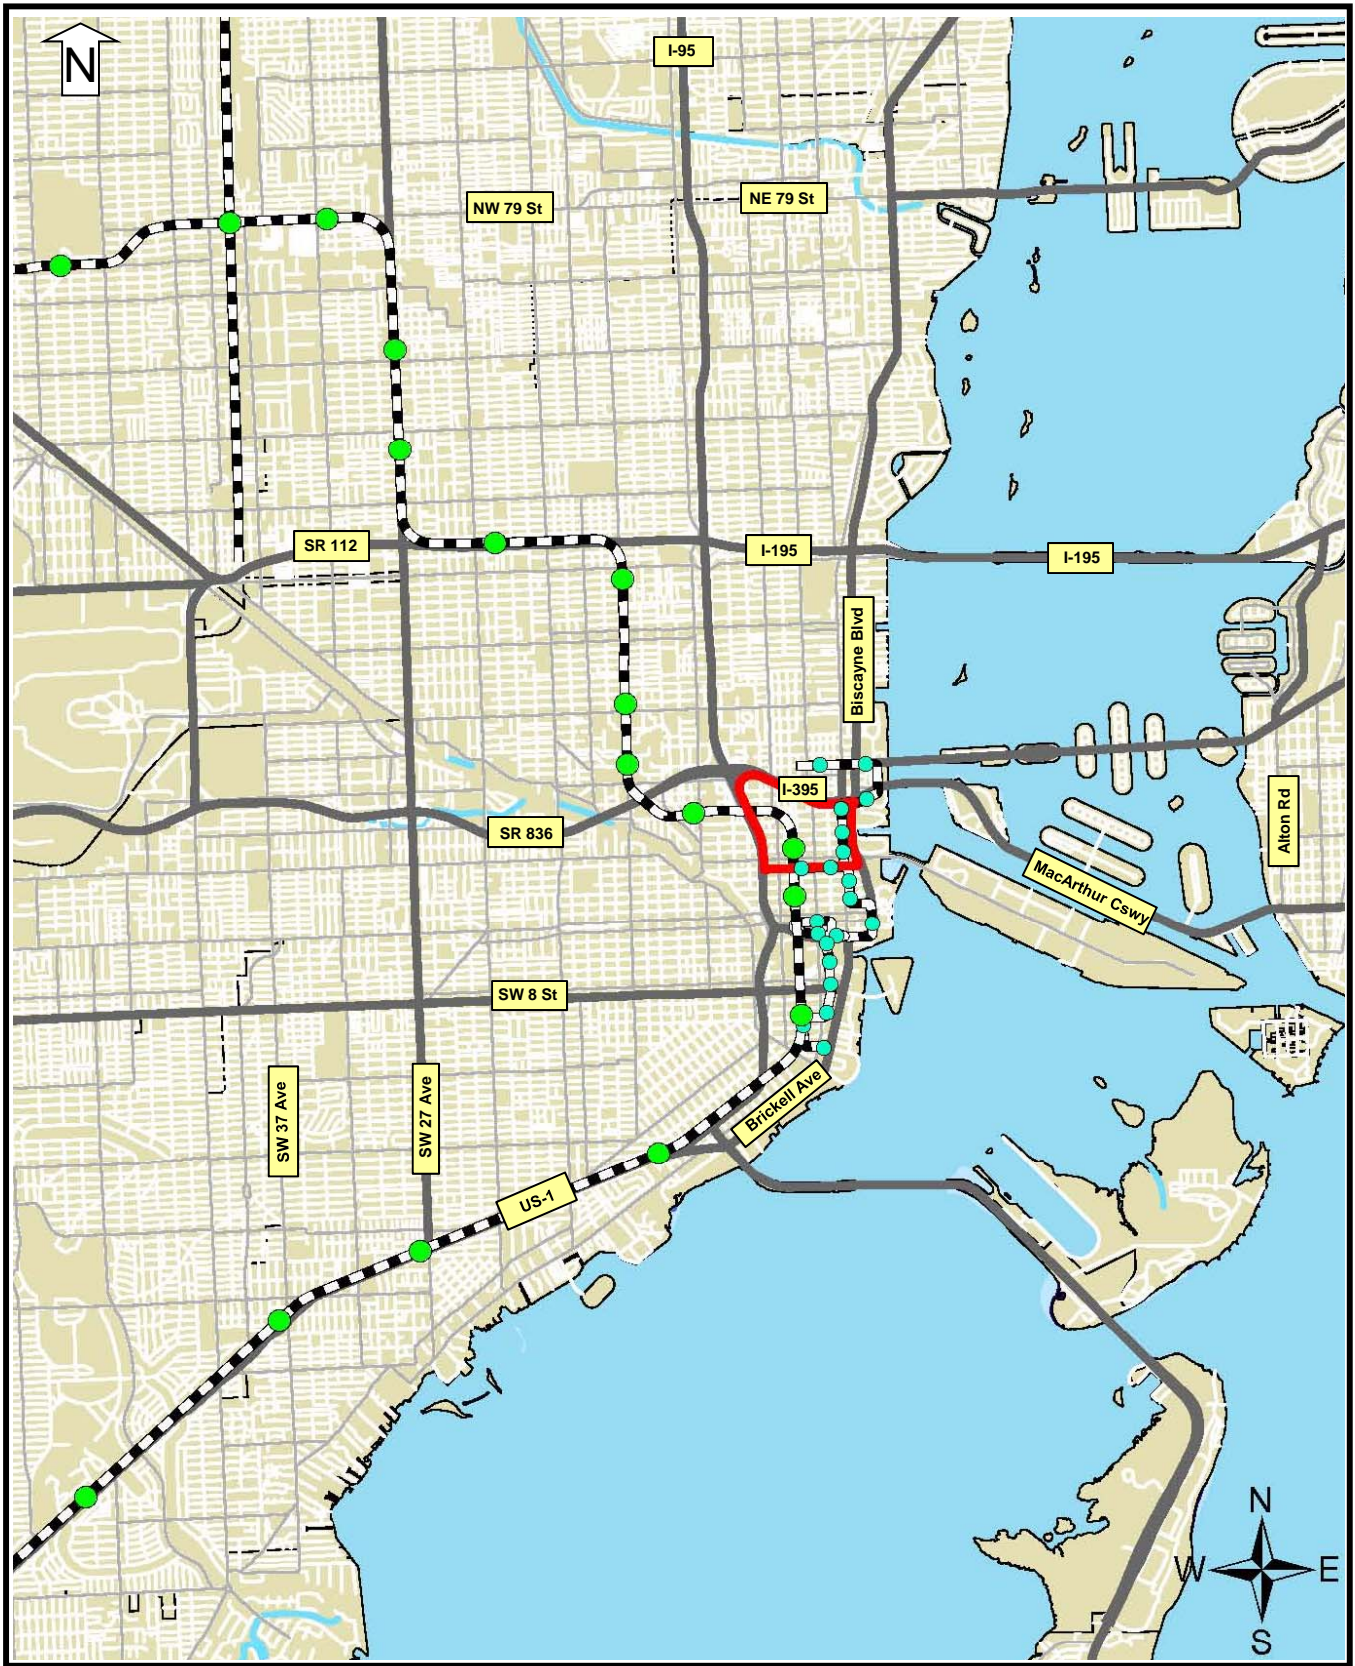 N
I-95
NW 79 St
NE 79 St
SR 112
I-195
I-195
Biscayne Blvd
I-395
SR 836
Alton Rd
MacArthur Cswy
SW 8 St
SW 37 Ave
SW 27 Ave
Brickell Ave
US-1
N
W
E
S